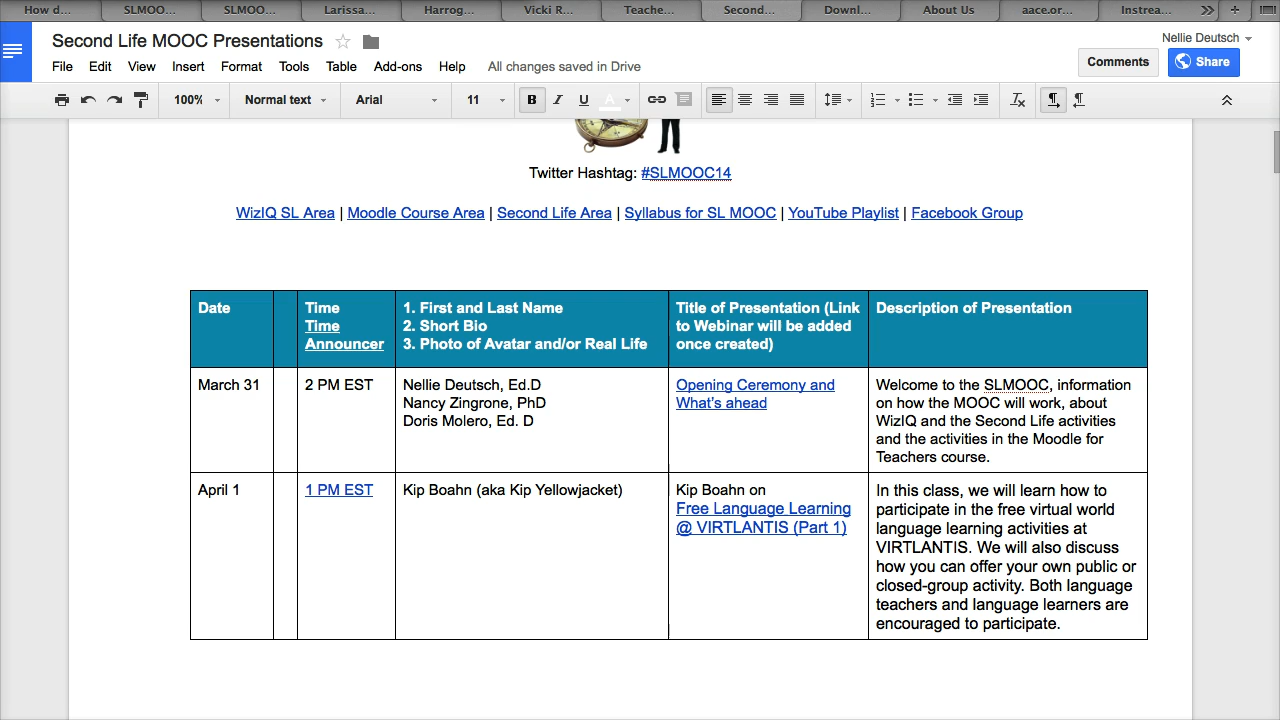 How d...
SLMOO...
SLMOO...
Larissa...
Harrog...
Vicki R...
Teache...
Second...
Downl...
About Us
aace.or...
Instrea...
Second Life MOOC Presentations
Nellie Deutsch
File Edit View Insert Format Tools Table Add-ons Help All changes saved in Drive
Comments
Share
100% Normal text Arial 11 B I U A
Twitter Hashtag: #SLMOOC14
WizIQ SL Area | Moodle Course Area | Second Life Area | Syllabus for SL MOOC | YouTube Playlist | Facebook Group
Date
Time
Time
Announcer
1. First and Last Name
2. Short Bio
3. Photo of Avatar and/or Real Life
Title of Presentation (Link
to Webinar will be added
once created)
Description of Presentation
March 31
2 PM EST
Nellie Deutsch, Ed.D
Nancy Zingrone, PhD
Doris Molero, Ed. D
Opening Ceremony and
What's ahead
Welcome to the SLMOOC, information
on how the MOOC will work, about
WizIQ and the Second Life activities
and the activities in the Moodle for
Teachers course.
April 1
1 PM EST
Kip Boahn (aka Kip Yellowjacket)
Kip Boahn on
Free Language Learning
@ VIRTLANTIS (Part 1)
In this class, we will learn how to
participate in the free virtual world
language learning activities at
VIRTLANTIS. We will also discuss
how you can offer your own public or
closed-group activity. Both language
teachers and language learners are
encouraged to participate.